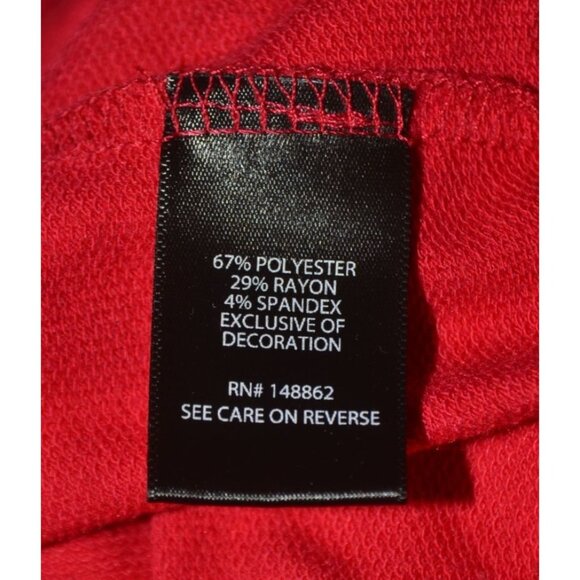 67% POLYESTER
29% RAYON
4% SPANDEX
EXCLUSIVE OF
DECORATION
RN# 148862
SEE CARE ON REVERSE